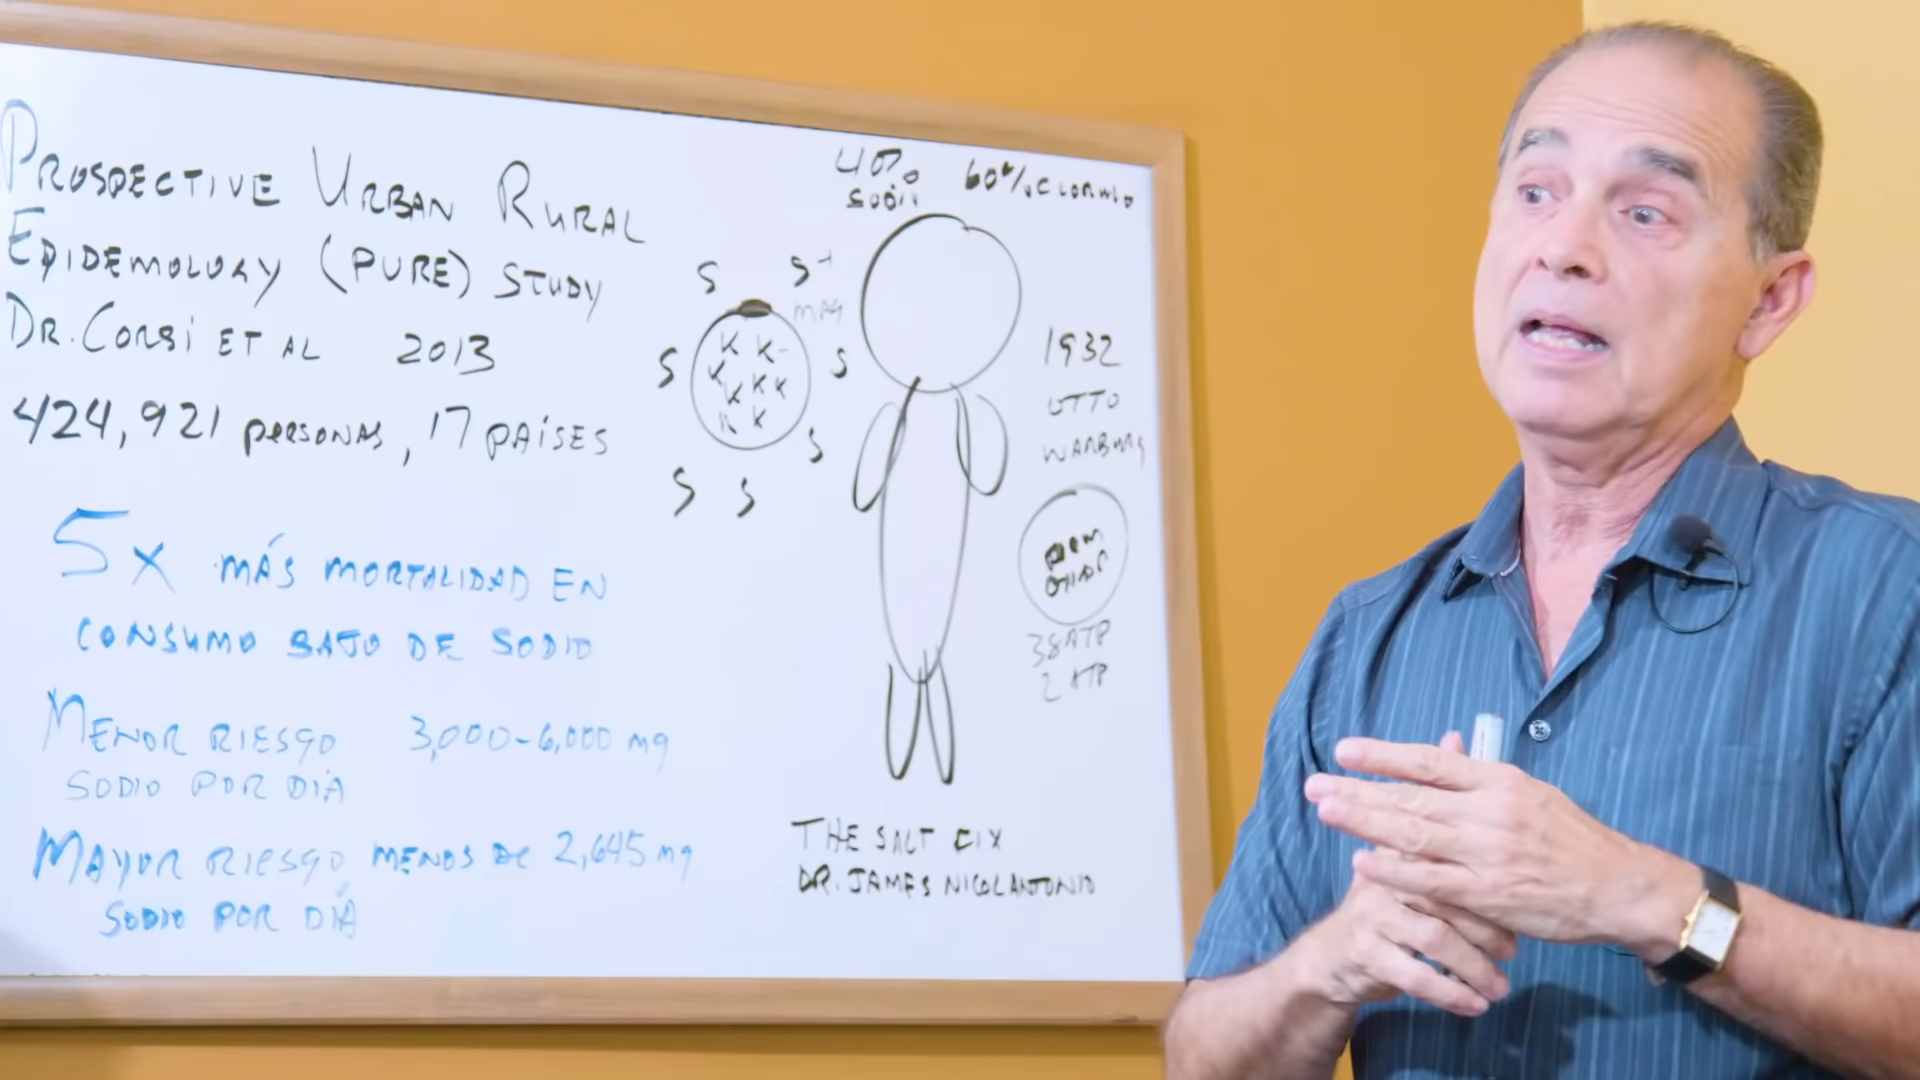 PROSPECTIVE URBAN RURAL
EPIDEMOLOGY (PURE) STUDY
DR. CORSI ET AL 2013
424,921 PERSONAS, 17 PAÍSES
5X MÁS MORTALIDAD EN
CONSUMO BAJO DE SODIO
MENOR RIESGO 3,000-6,000 mg
SODIO POR DÍA
MAYOR RIESGO MENOS DE 2,645 mg
SODIO POR DÍA
40% 60%
SODIO
S S+
MAG
K K
K K K K
K K
S S
S
S S
1932
OTTO
WARBURG
38 ATP
2 ATP
THE SALT FIX
DR. JAMES NICOLANTONIO